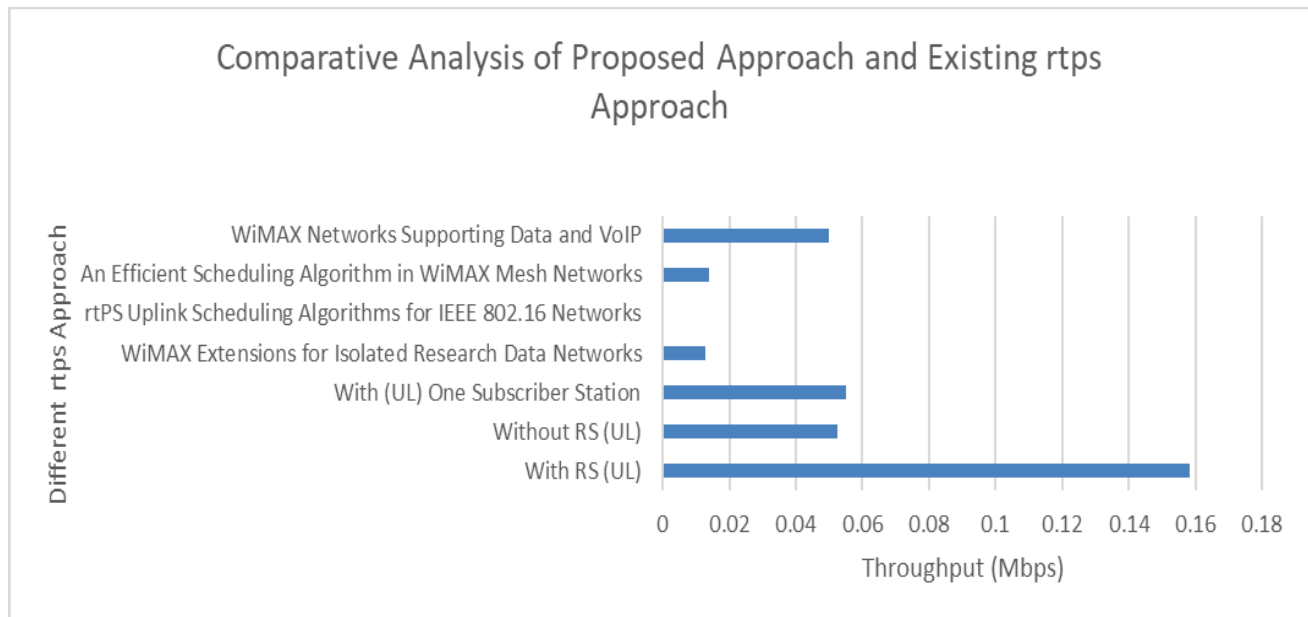 Comparative Analysis of Proposed Approach and Existing rtps
Approach
Different rtps Approach
WiMAX Networks Supporting Data and VoIP
An Efficient Scheduling Algorithm in WiMAX Mesh Networks
rtPS Uplink Scheduling Algorithms for IEEE 802.16 Networks
WiMAX Extensions for Isolated Research Data Networks
With (UL) One Subscriber Station
Without RS (UL)
With RS (UL)
0 0.02 0.04 0.06 0.08 0.1 0.12 0.14 0.16 0.18
Throughput (Mbps)